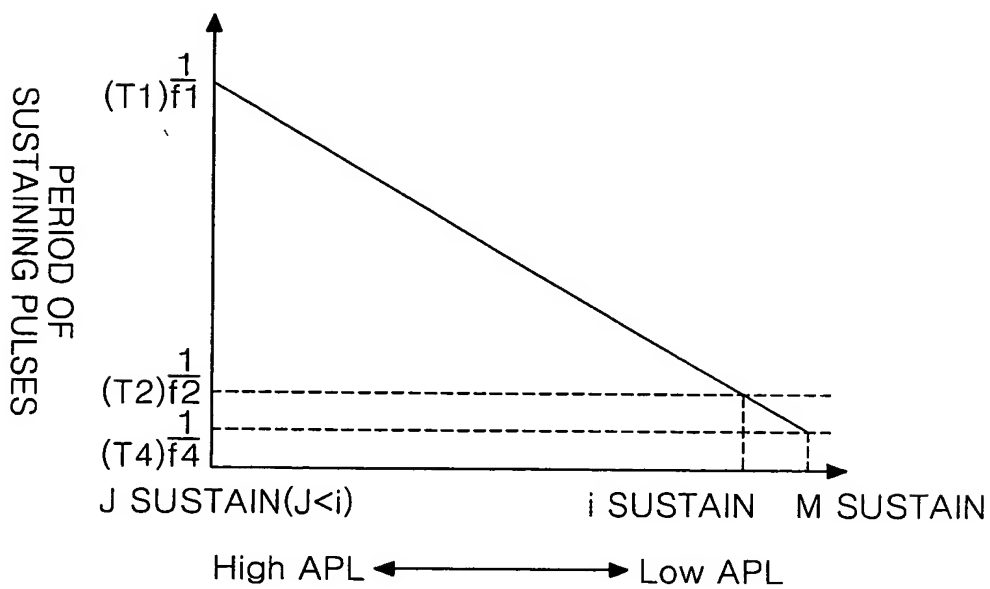 PERIOD OF
SUSTAINING PULSES
(T1) 1/f1
(T2) 1/f2
(T4) 1/f4
J SUSTAIN(J<i)
i SUSTAIN
M SUSTAIN
High APL
Low APL